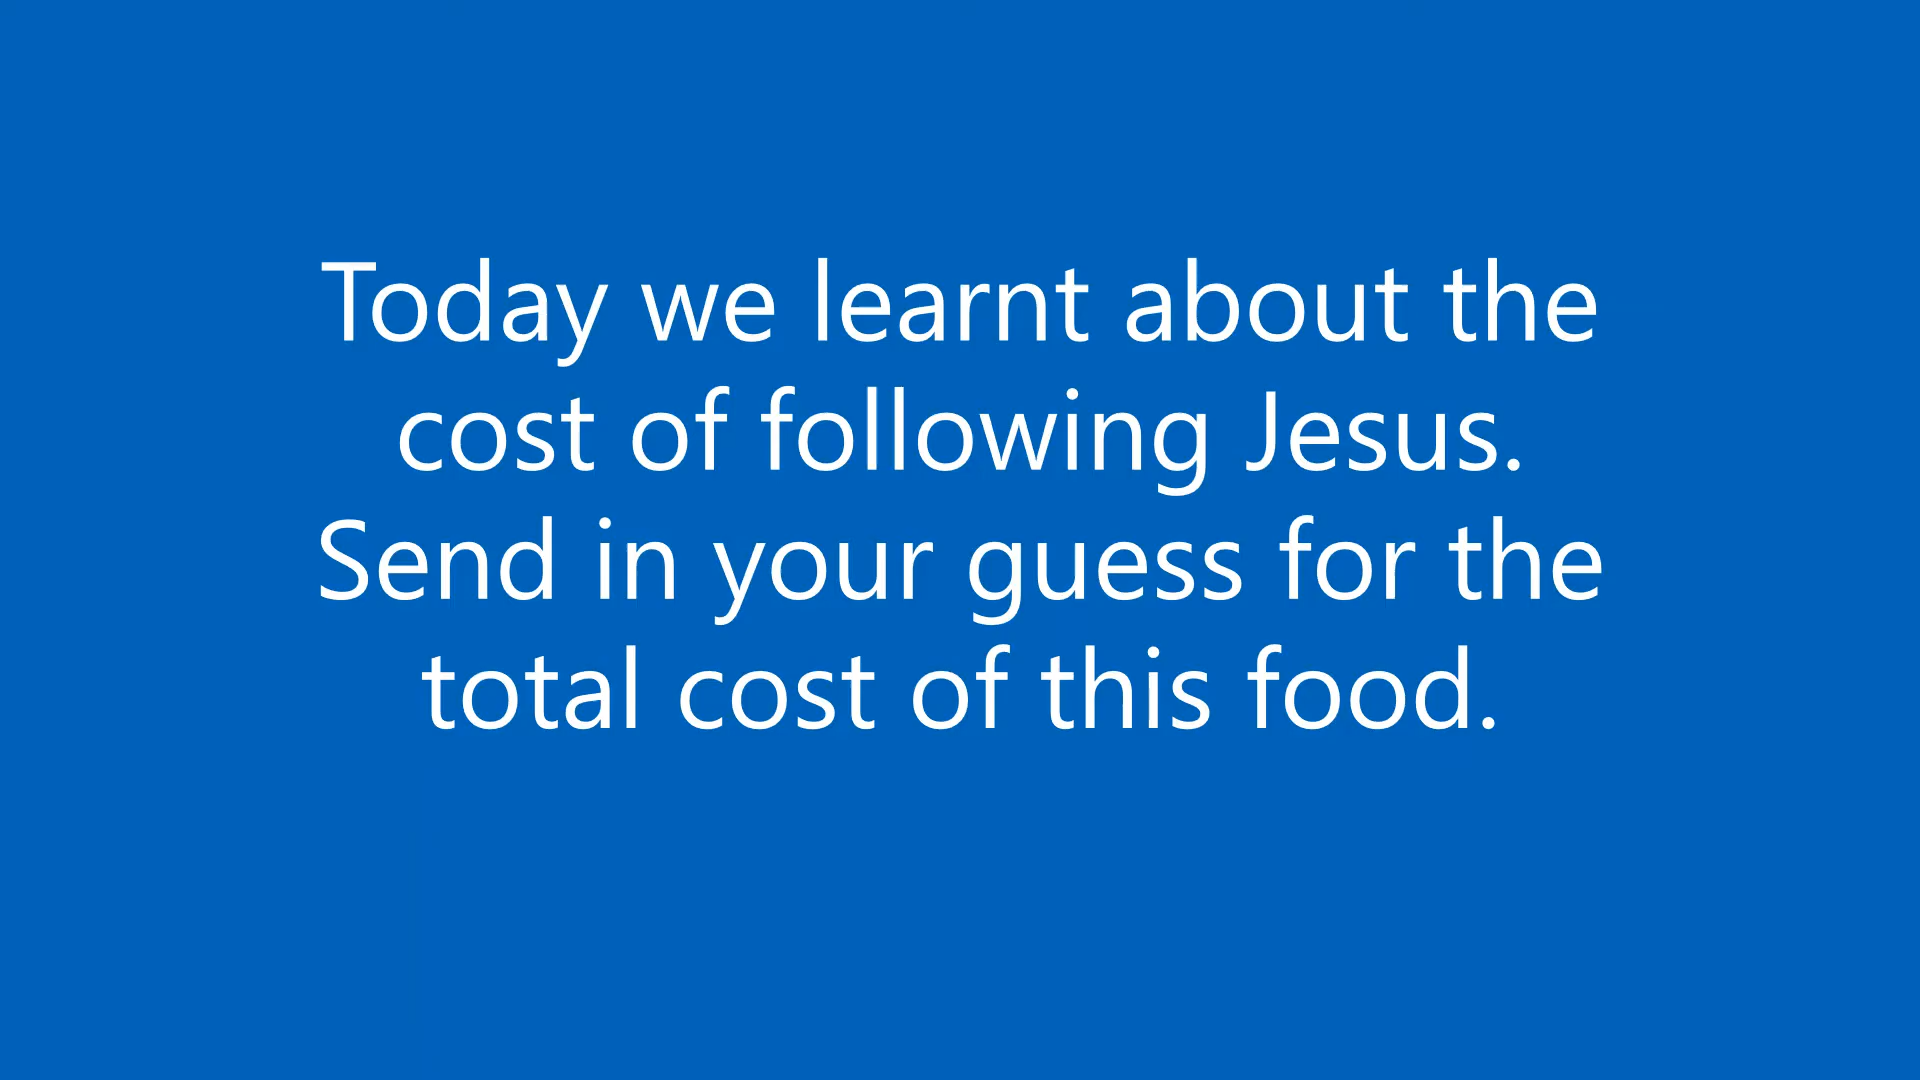 Today we learnt about the
cost of following Jesus.
Send in your guess for the
total cost of this food.